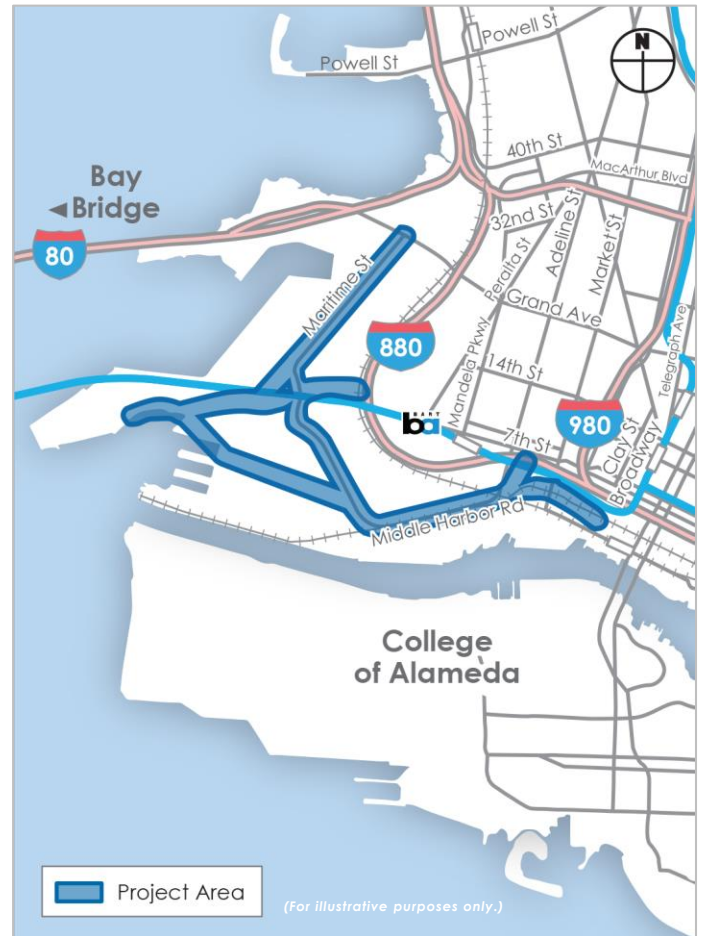 Powell St
Powell St
N
40th St
MacArthur Blvd
Bay
Bridge
80
32nd St
Adeline St
Market St
Peralta St
Maritime St
Grand Ave
Telegraph Ave
880
14th St
Mandela Pkwy
BART
ba
980
7th St
Clay St
Broadway
Middle Harbor Rd
College
of Alameda
Project Area
(For illustrative purposes only.)